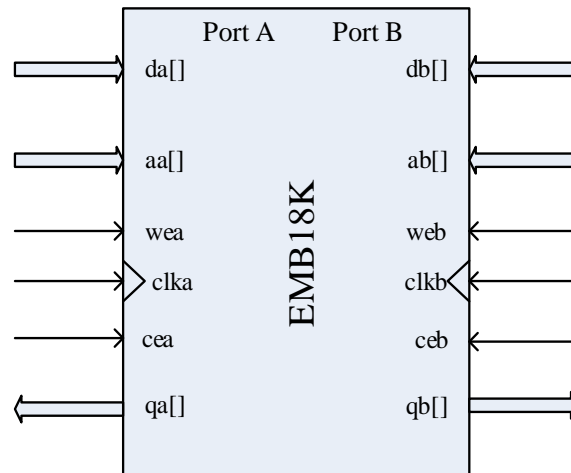 Port A Port B
da[] db[]
aa[] ab[]
EMB18K
wea web
clka clkb
cea ceb
qa[] qb[]